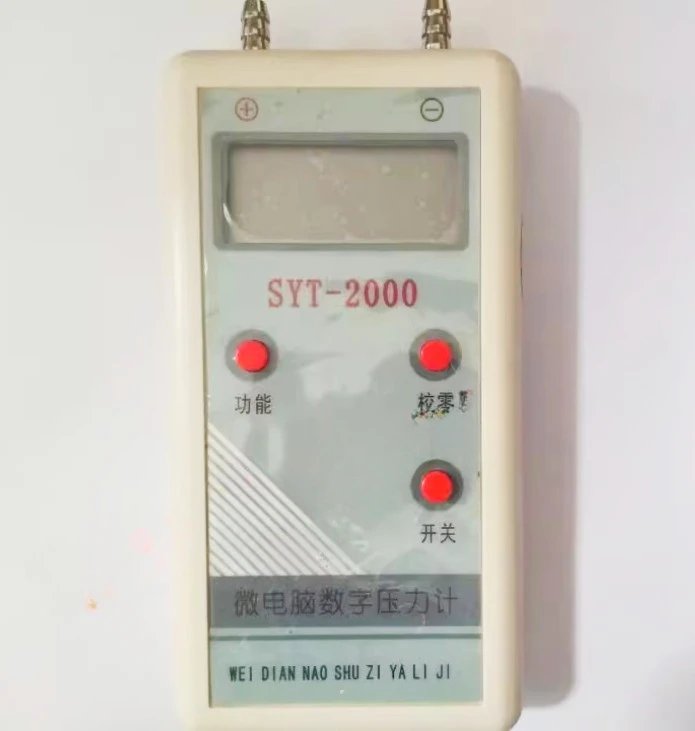 + −
SYT-2000
功能 校零
开关
微电脑数字压力计
WEI DIAN NAO SHU ZI YA LI JI